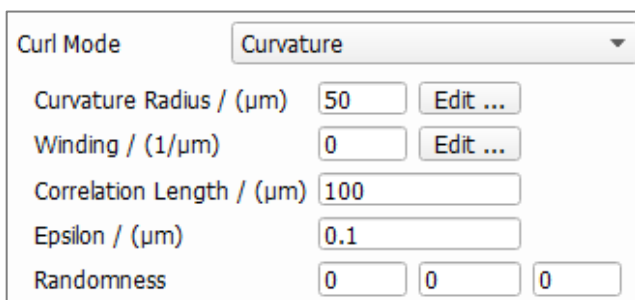 Curl Mode Curvature
Curvature Radius / (µm) 50 Edit ...
Winding / (1/µm) 0 Edit ...
Correlation Length / (µm) 100
Epsilon / (µm) 0.1
Randomness 0 0 0